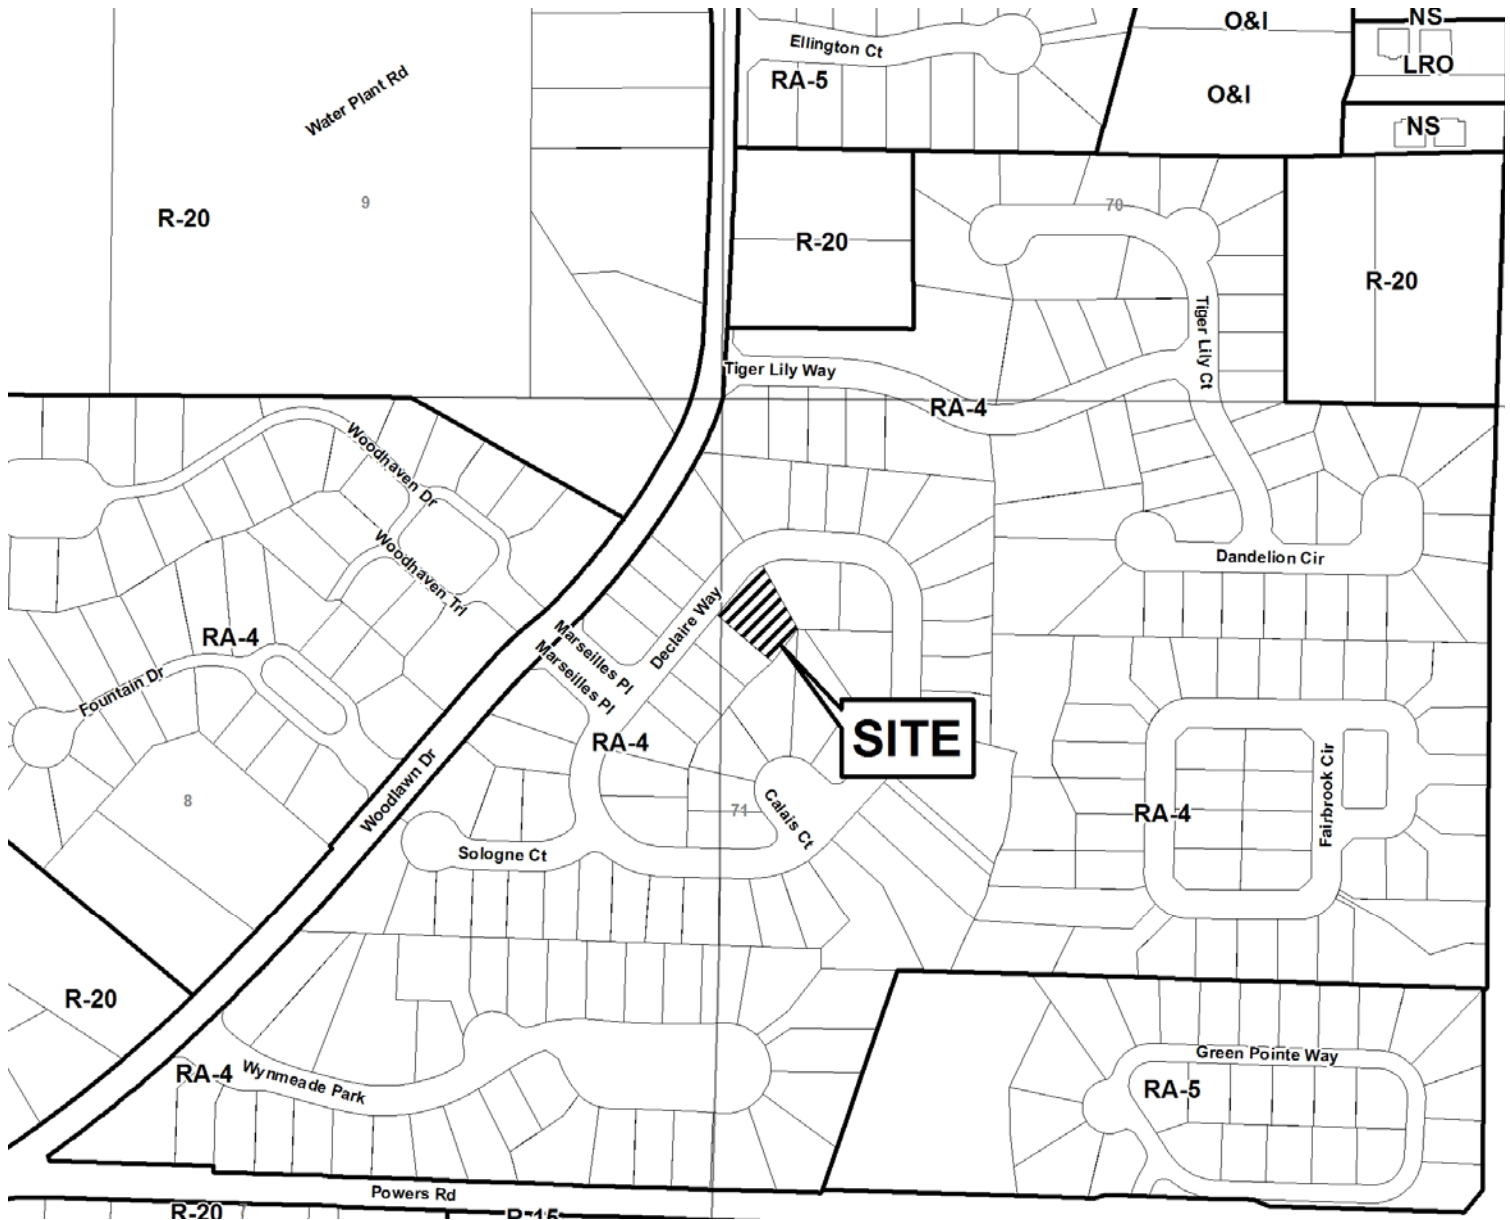 O&I
NS
Ellington Ct
LRO
RA-5
Water Plant Rd
O&I
NS
9
70
R-20
R-20
R-20
Tiger Lily Ct
Tiger Lily Way
RA-4
Woodhaven Dr
Woodhaven Trl
Dandelion Cir
Declaire Way
Marseilles Pl
Marseilles Pl
RA-4
Fountain Dr
SITE
RA-4
Woodlawn Dr
8
71
Calais Ct
Fairbrook Cir
RA-4
Sologne Ct
R-20
Green Pointe Way
RA-4
Wynmeade Park
RA-5
Powers Rd
R-20
R-15